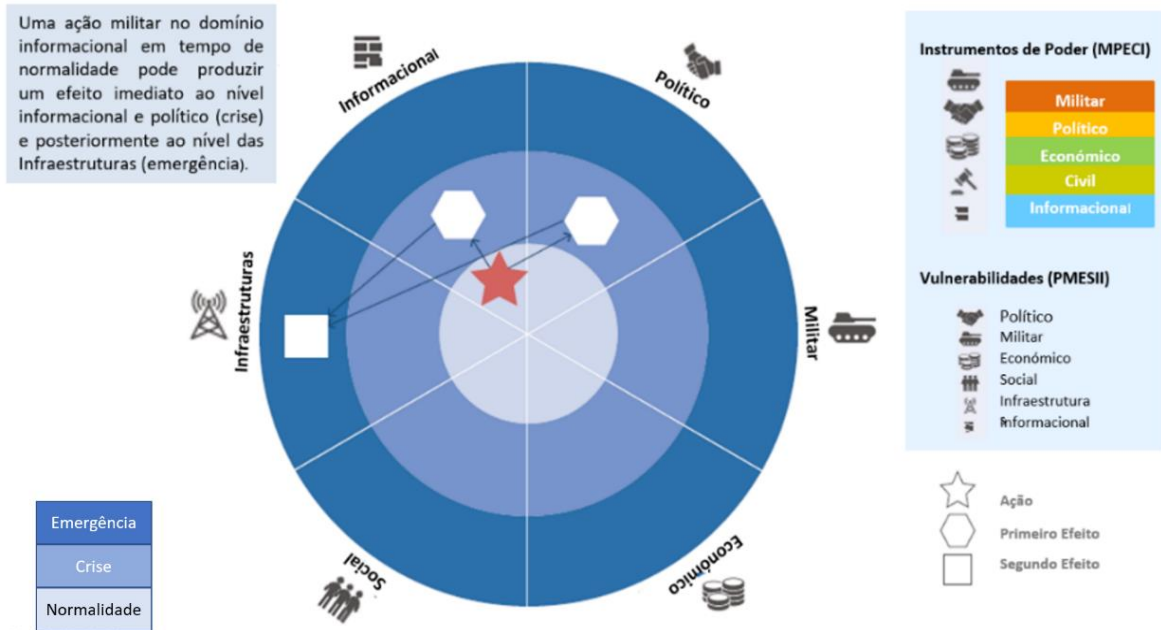 Uma ação militar no domínio
informacional em tempo de
normalidade pode produzir
um efeito imediato ao nível
informacional e político (crise)
e posteriormente ao nível das
Infraestruturas (emergência).
Informacional
Político
Infraestruturas
Militar
Social
Económico
Emergência
Crise
Normalidade
Instrumentos de Poder (MPECI)
Militar
Político
Económico
Civil
Informacional
Vulnerabilidades (PMESII)
Político
Militar
Económico
Social
Infraestrutura
s
Informacional
Ação
Primeiro Efeito
Segundo Efeito